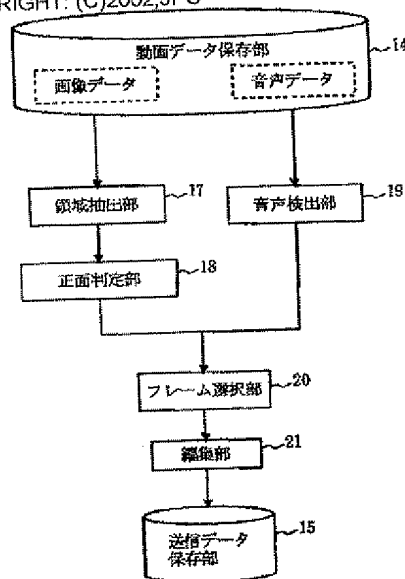 RIGHT: (C)2002,JPO
動画データ保存部
14
画像データ
音声データ
領域抽出部
17
音声検出部
19
正面判定部
18
フレーム選択部
20
編集部
21
送信データ
保存部
15